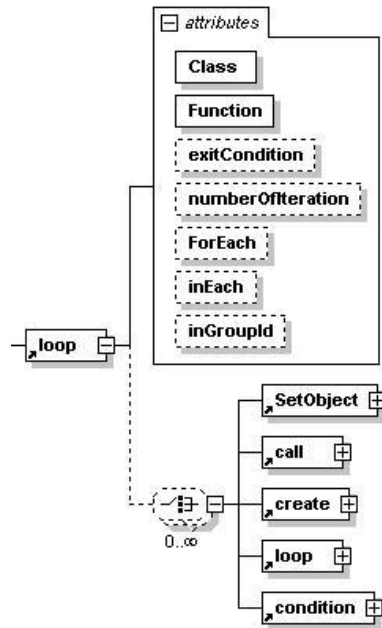 attributes
Class
Function
exitCondition
numberOfIteration
ForEach
inEach
inGroupId
loop
SetObject
call
create
0..∞
loop
condition